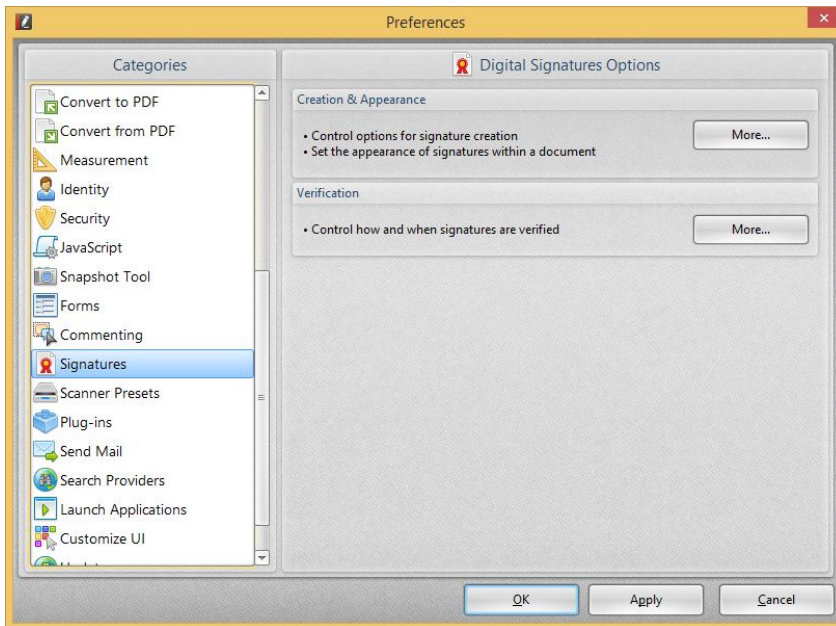 Preferences
Categories
Convert to PDF
Convert from PDF
Measurement
Identity
Security
JavaScript
Snapshot Tool
Forms
Commenting
Signatures
Scanner Presets
Plug-ins
Send Mail
Search Providers
Launch Applications
Customize UI
Digital Signatures Options
Creation & Appearance
• Control options for signature creation
• Set the appearance of signatures within a document
More...
Verification
• Control how and when signatures are verified
More...
OK
Apply
Cancel